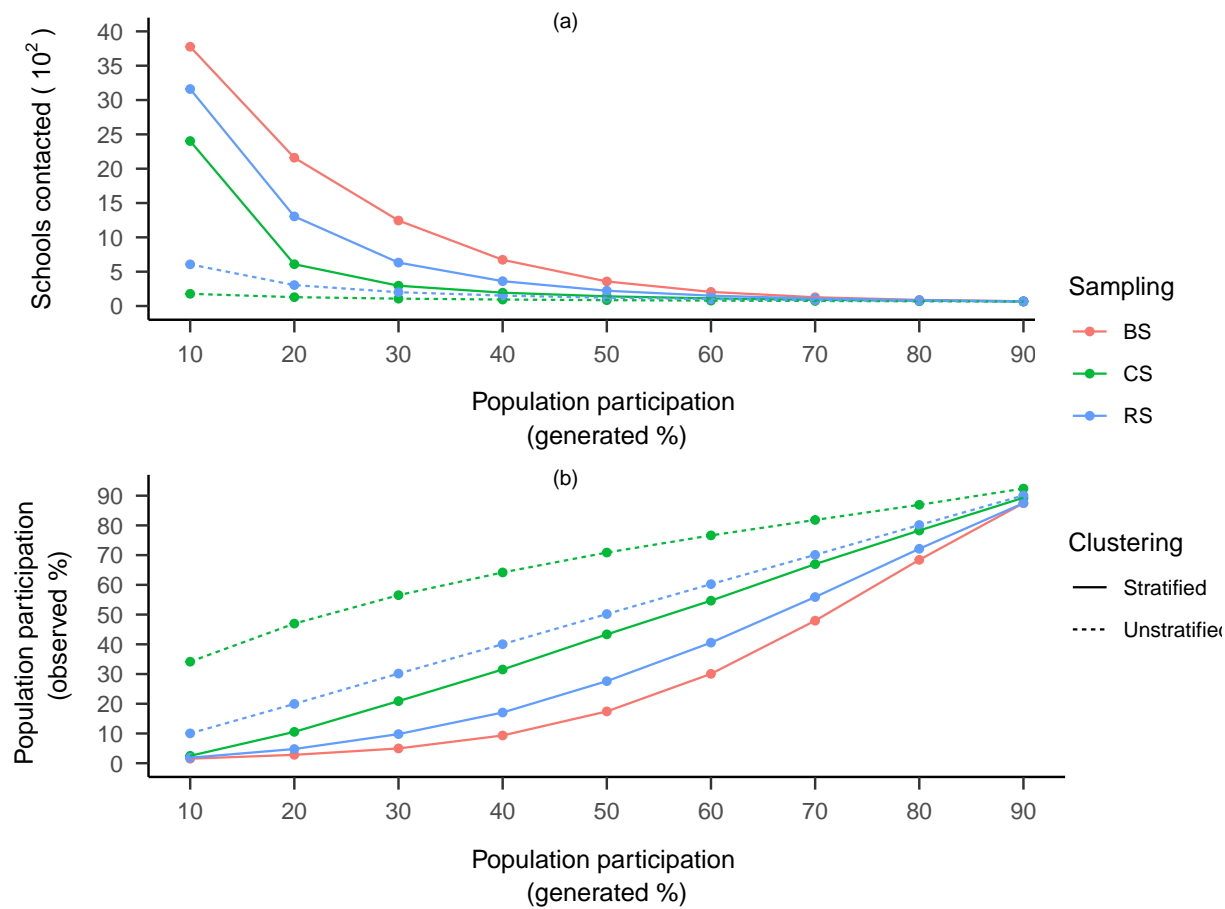 (a)
Schools contacted ( 10²)
40
35
30
25
20
15
10
5
0
10 20 30 40 50 60 70 80 90
Population participation
(generated %)
Sampling
BS
CS
RS
(b)
Population participation
(observed %)
90
80
70
60
50
40
30
20
10
0
10 20 30 40 50 60 70 80 90
Population participation
(generated %)
Clustering
Stratified
Unstratified